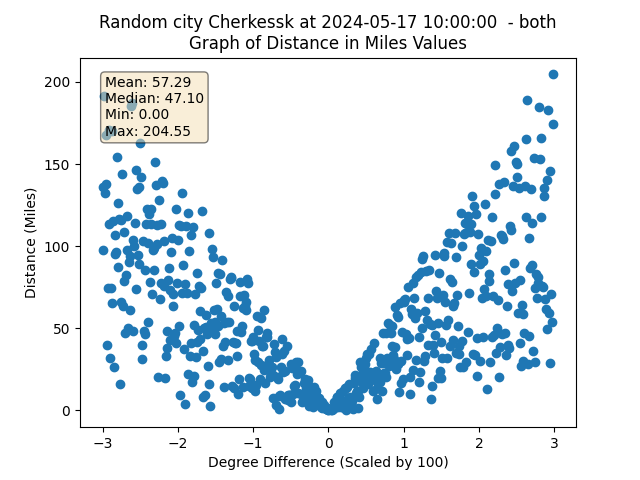 Random city Cherkessk at 2024-05-17 10:00:00  - both
Graph of Distance in Miles Values
Mean: 57.29
Median: 47.10
Min: 0.00
Max: 204.55
200
150
100
50
0
Distance (Miles)
−3
−2
−1
0
1
2
3
Degree Difference (Scaled by 100)